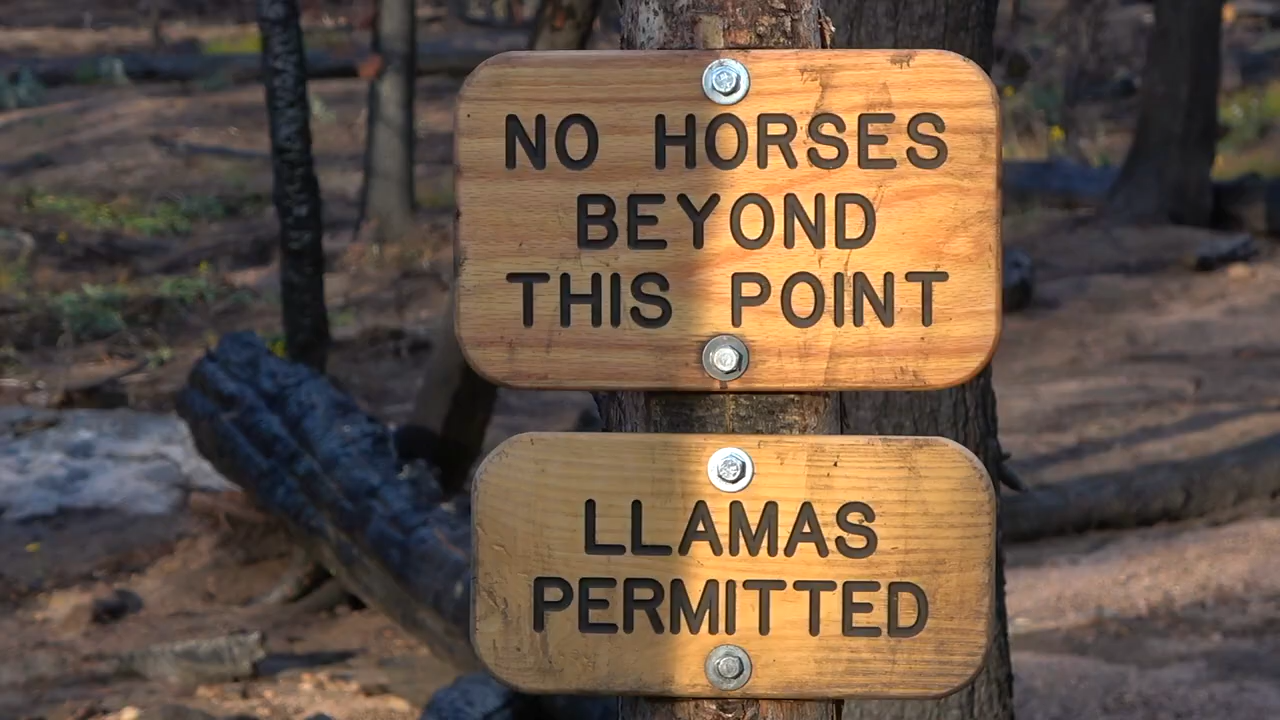 NO HORSES
BEYOND
THIS POINT
LLAMAS
PERMITTED